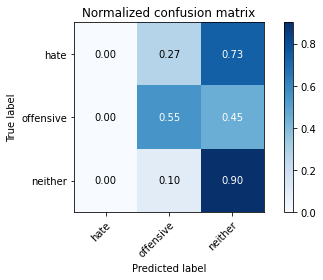 Normalized confusion matrix
True label
hate 0.00 0.27 0.73
offensive 0.00 0.55 0.45
neither 0.00 0.10 0.90
hate offensive neither
Predicted label
0.8
0.6
0.4
0.2
0.0